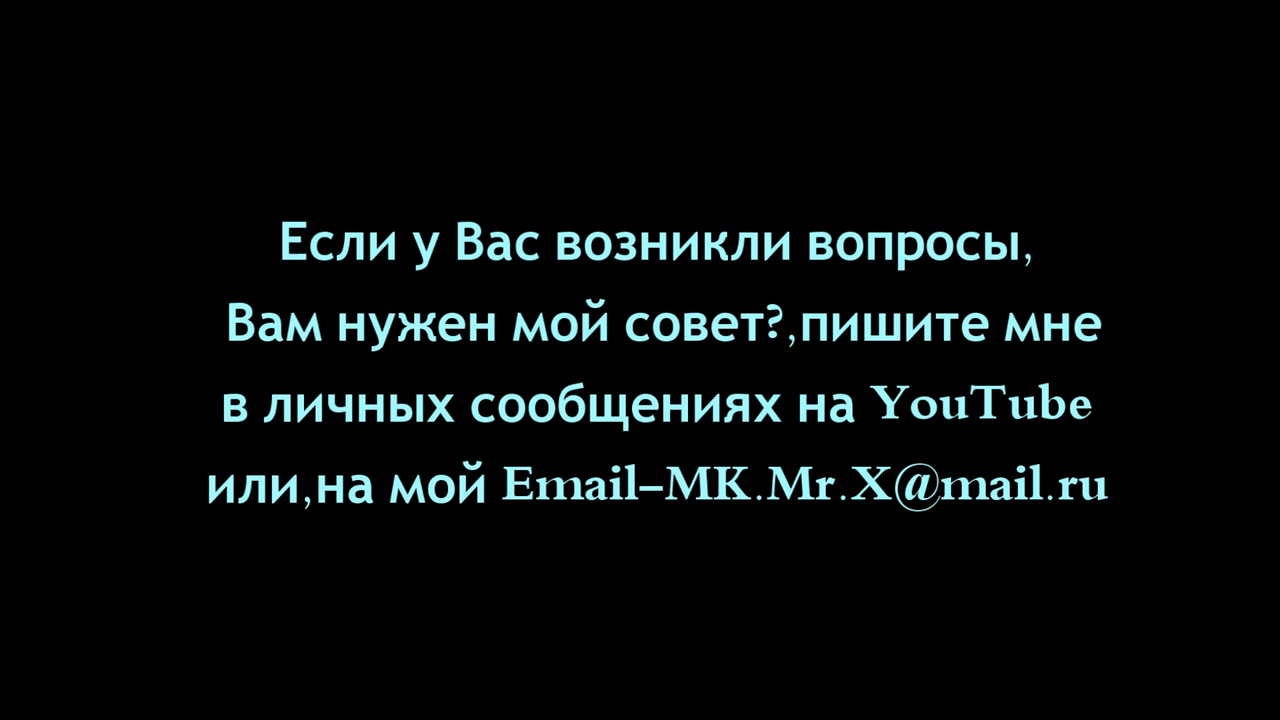 Если у Вас возникли вопросы,
Вам нужен мой совет?,пишите мне
в личных сообщениях на YouTube
или,на мой Email-MK.Mr.X@mail.ru